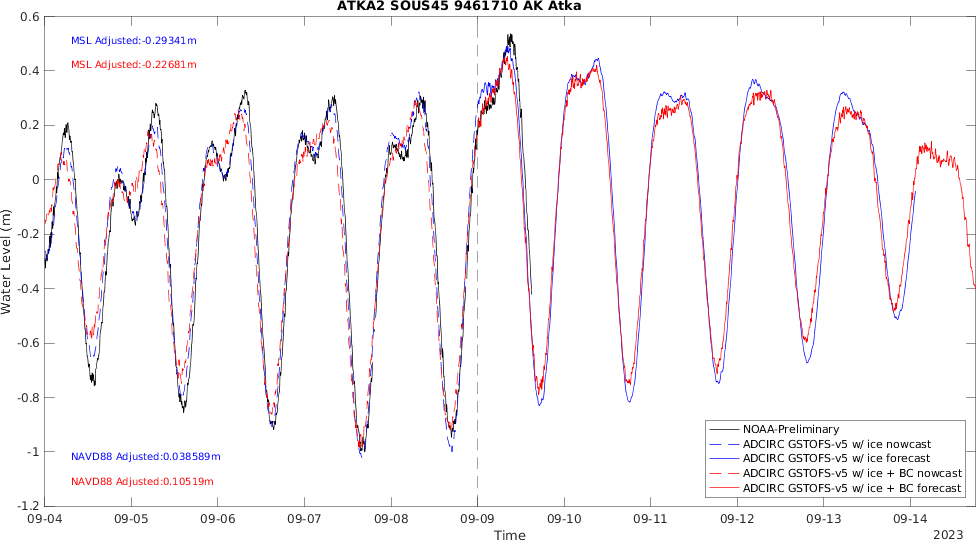 ATKA2 SOUS45 9461710 AK Atka
0.6
0.4
0.2
0
-0.2
-0.4
-0.6
-0.8
-1
-1.2
Water Level (m)
MSL Adjusted:-0.29341m
MSL Adjusted:-0.22681m
NAVD88 Adjusted:0.038589m
NAVD88 Adjusted:0.10519m
NOAA-Preliminary
ADCIRC GSTOFS-v5 w/ ice nowcast
ADCIRC GSTOFS-v5 w/ ice forecast
ADCIRC GSTOFS-v5 w/ ice + BC nowcast
ADCIRC GSTOFS-v5 w/ ice + BC forecast
09-04 09-05 09-06 09-07 09-08 09-09 09-10 09-11 09-12 09-13 09-14
Time
2023